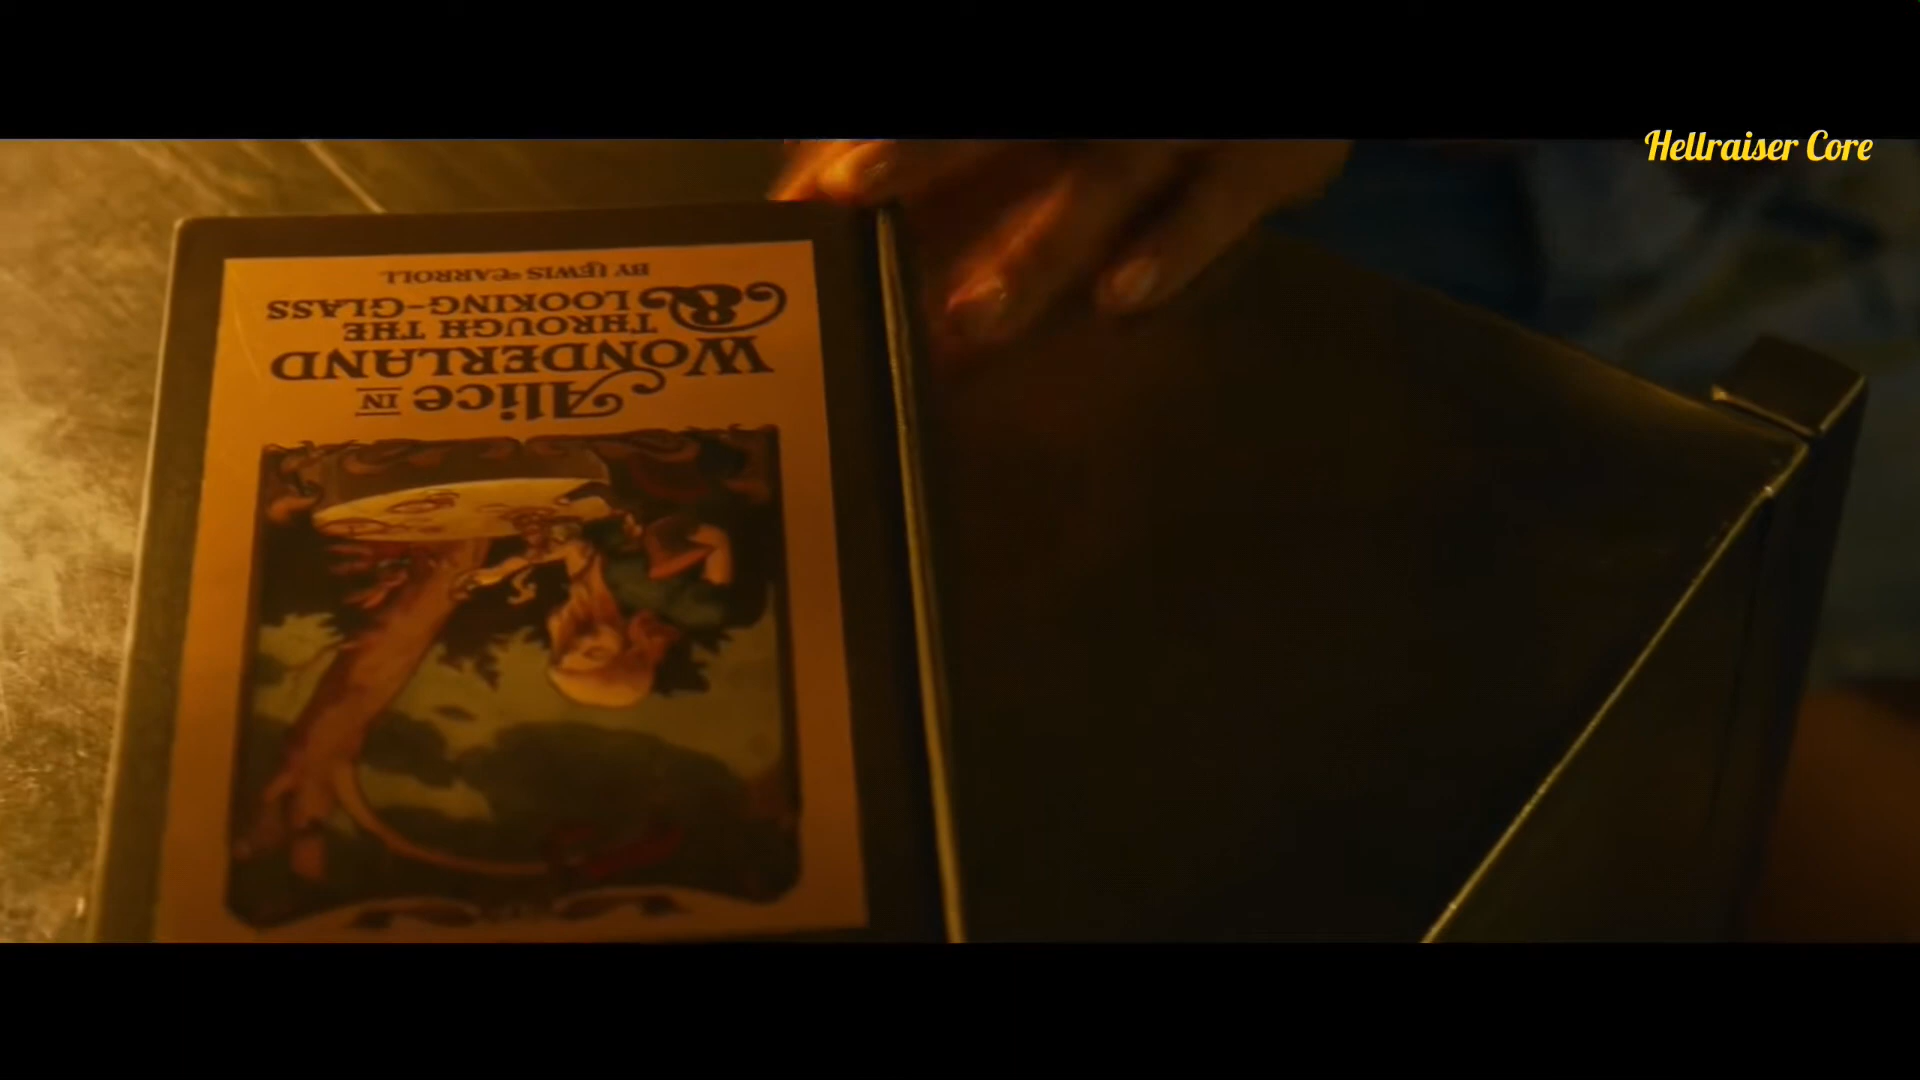 Hellraiser Core
Alice IN
WONDERLAND
& THROUGH THE
LOOKING-GLASS
BY LEWIS CARROLL